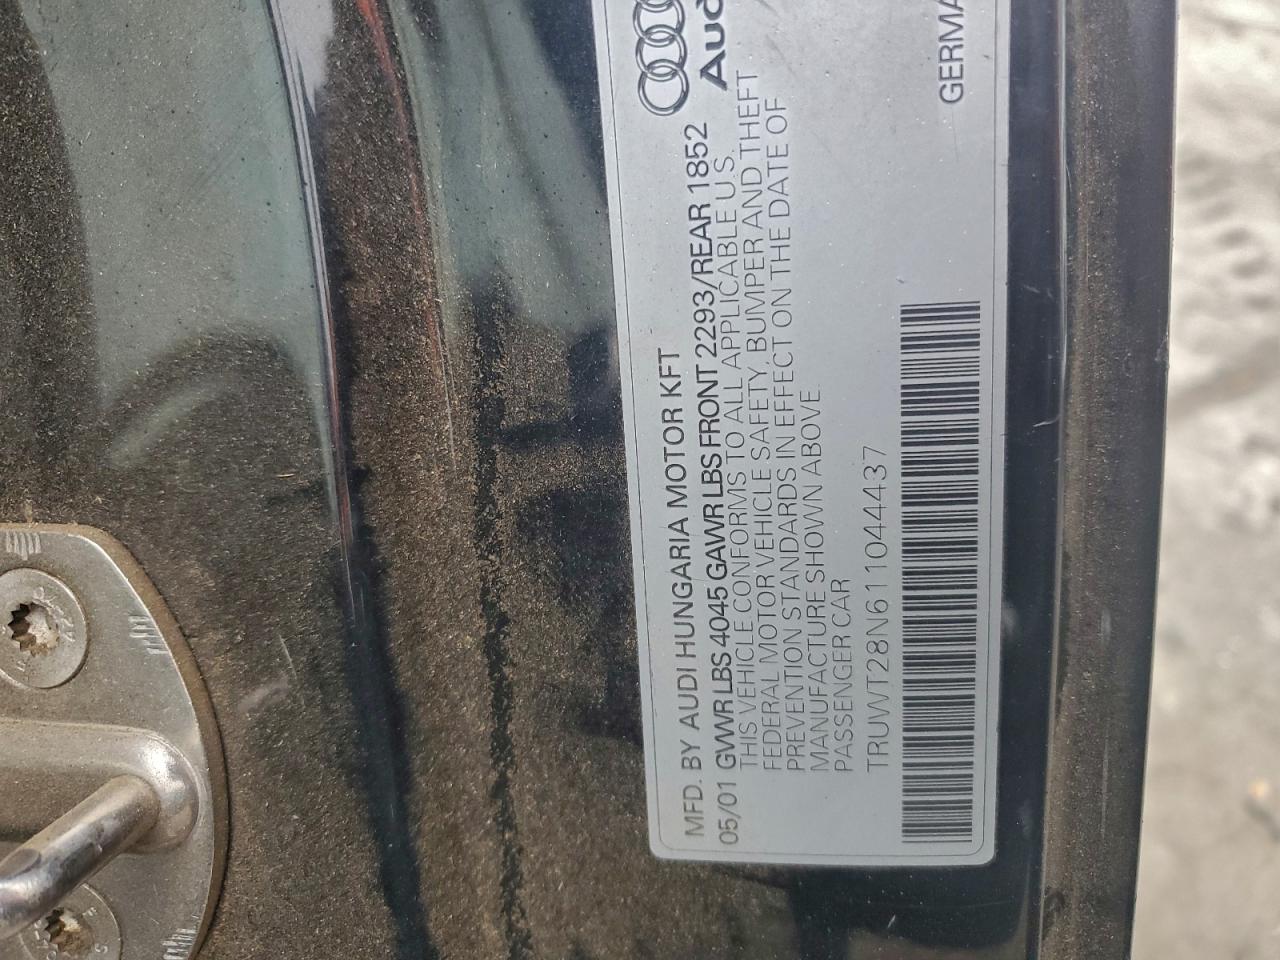 Aud
MFD. BY AUDI HUNGARIA MOTOR KFT
05/01 GVWR LBS 4045 GAWR LBS FRONT 2293/REAR 1852
THIS VEHICLE CONFORMS TO ALL APPLICABLE U.S.
FEDERAL MOTOR VEHICLE SAFETY, BUMPER AND THEFT
PREVENTION STANDARDS IN EFFECT ON THE DATE OF
MANUFACTURE SHOWN ABOVE.
PASSENGER CAR
TRUWT28N611044437
GERMA